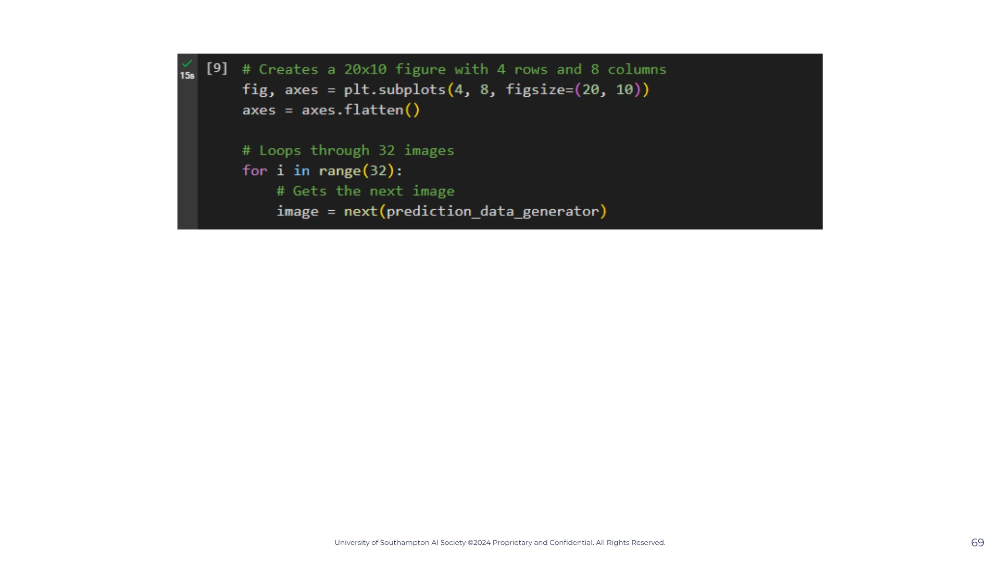 15s
[9] # Creates a 20x10 figure with 4 rows and 8 columns
fig, axes = plt.subplots(4, 8, figsize=(20, 10))
axes = axes.flatten()
# Loops through 32 images
for i in range(32):
# Gets the next image
image = next(prediction_data_generator)
University of Southampton AI Society ©2024 Proprietary and Confidential. All Rights Reserved.
69